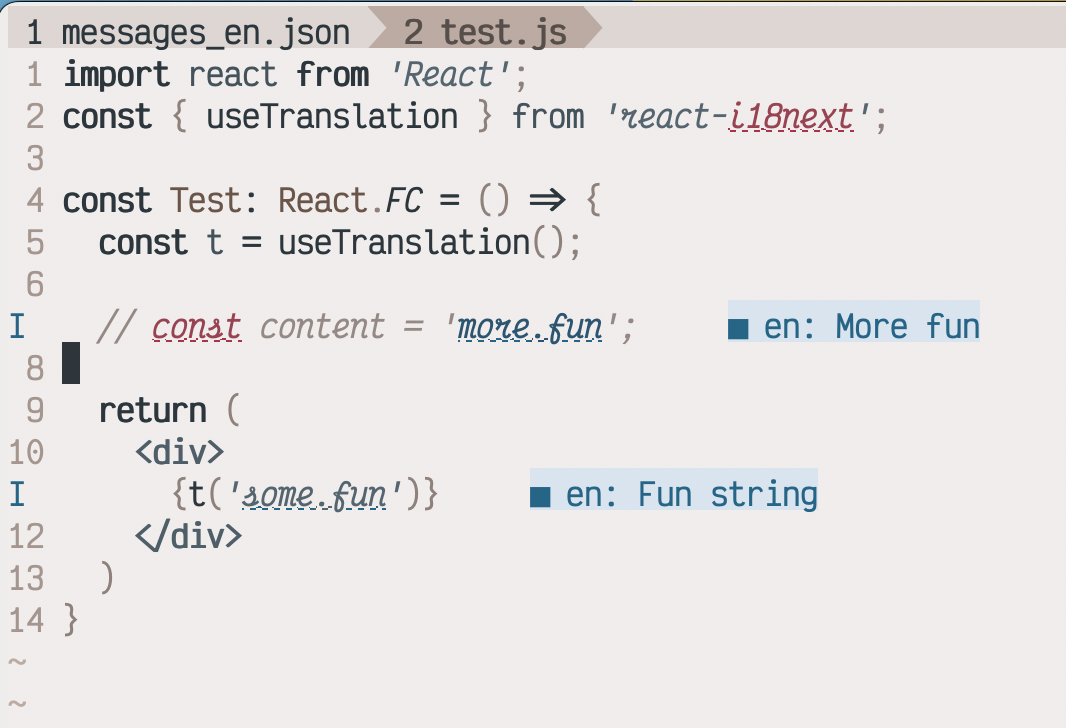 1 messages_en.json 2 test.js
1 import react from 'React';
2 const { useTranslation } from 'react-i18next';
3
4 const Test: React.FC = () => {
5 const t = useTranslation();
6
I // const content = 'more.fun'; ■ en: More fun
8
9 return (
10 <div>
I {t('some.fun')} ■ en: Fun string
12 </div>
13 )
14 }
~
~